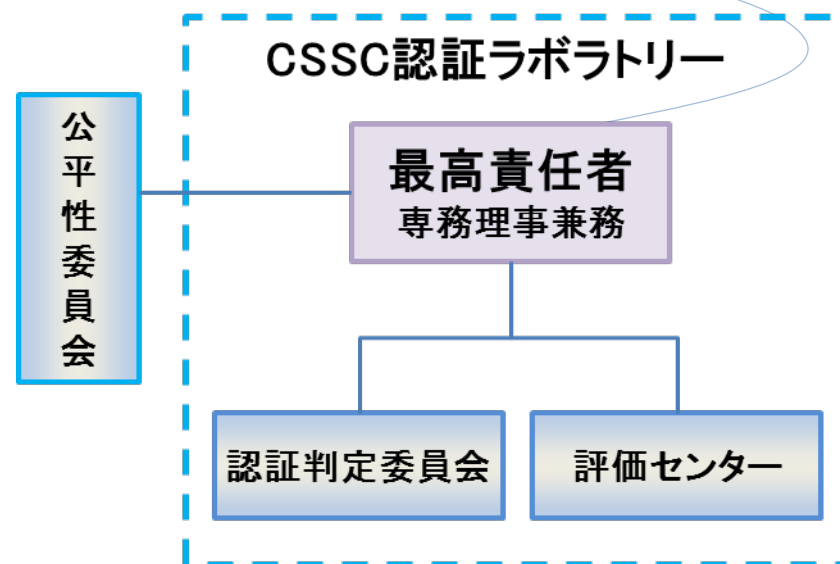 CSSC認証ラボラトリー
公平性委員会
最高責任者
専務理事兼務
認証判定委員会
評価センター